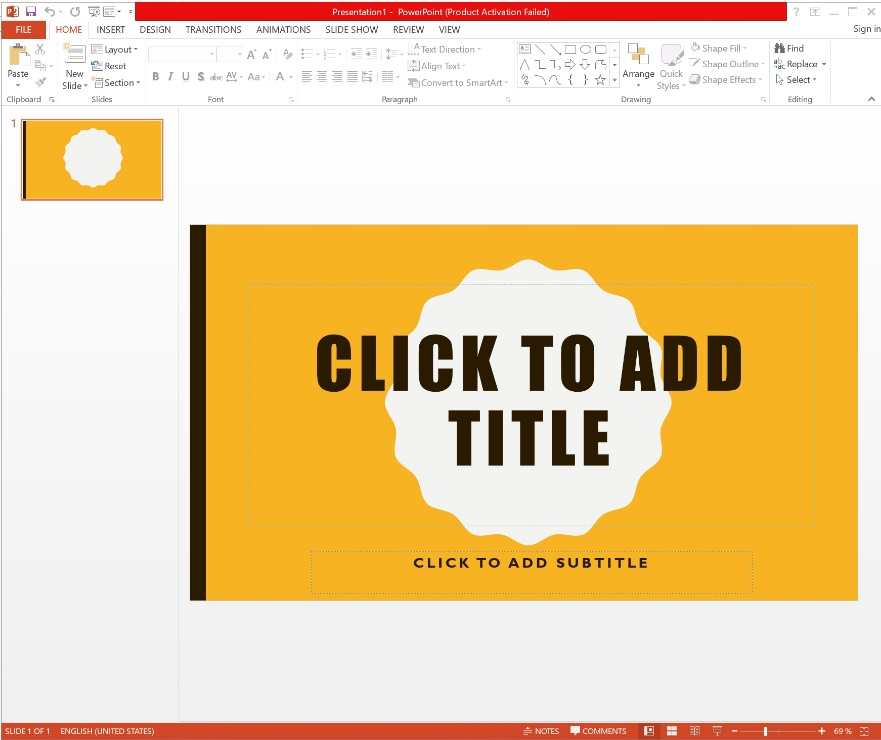 Presentation1 - PowerPoint (Product Activation Failed)
FILE HOME INSERT DESIGN TRANSITIONS ANIMATIONS SLIDE SHOW REVIEW VIEW Sign in
Paste
New Slide
Layout
Reset
Section
B I U S abc AV Aa A
A A
Text Direction
Align Text
Convert to SmartArt
Arrange
Quick Styles
Shape Fill
Shape Outline
Shape Effects
Find
Replace
Select
Clipboard Slides Font Paragraph Drawing Editing
1
CLICK TO ADD
TITLE
CLICK TO ADD SUBTITLE
SLIDE 1 OF 1 ENGLISH (UNITED STATES) NOTES COMMENTS 69 %